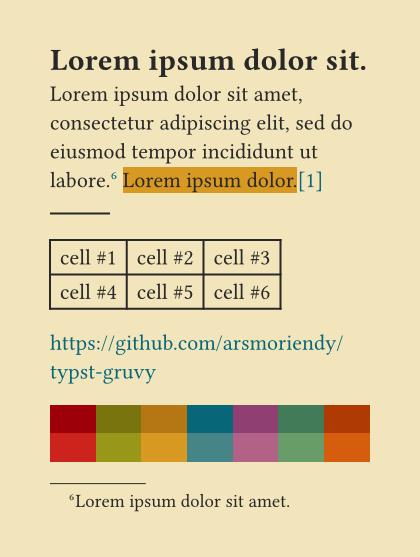 Lorem ipsum dolor sit.
Lorem ipsum dolor sit amet,
consectetur adipiscing elit, sed do
eiusmod tempor incididunt ut
labore.⁶ Lorem ipsum dolor.[1]
cell #1 cell #2 cell #3
cell #4 cell #5 cell #6
https://github.com/arsmoriendy/
typst-gruvy
⁶Lorem ipsum dolor sit amet.